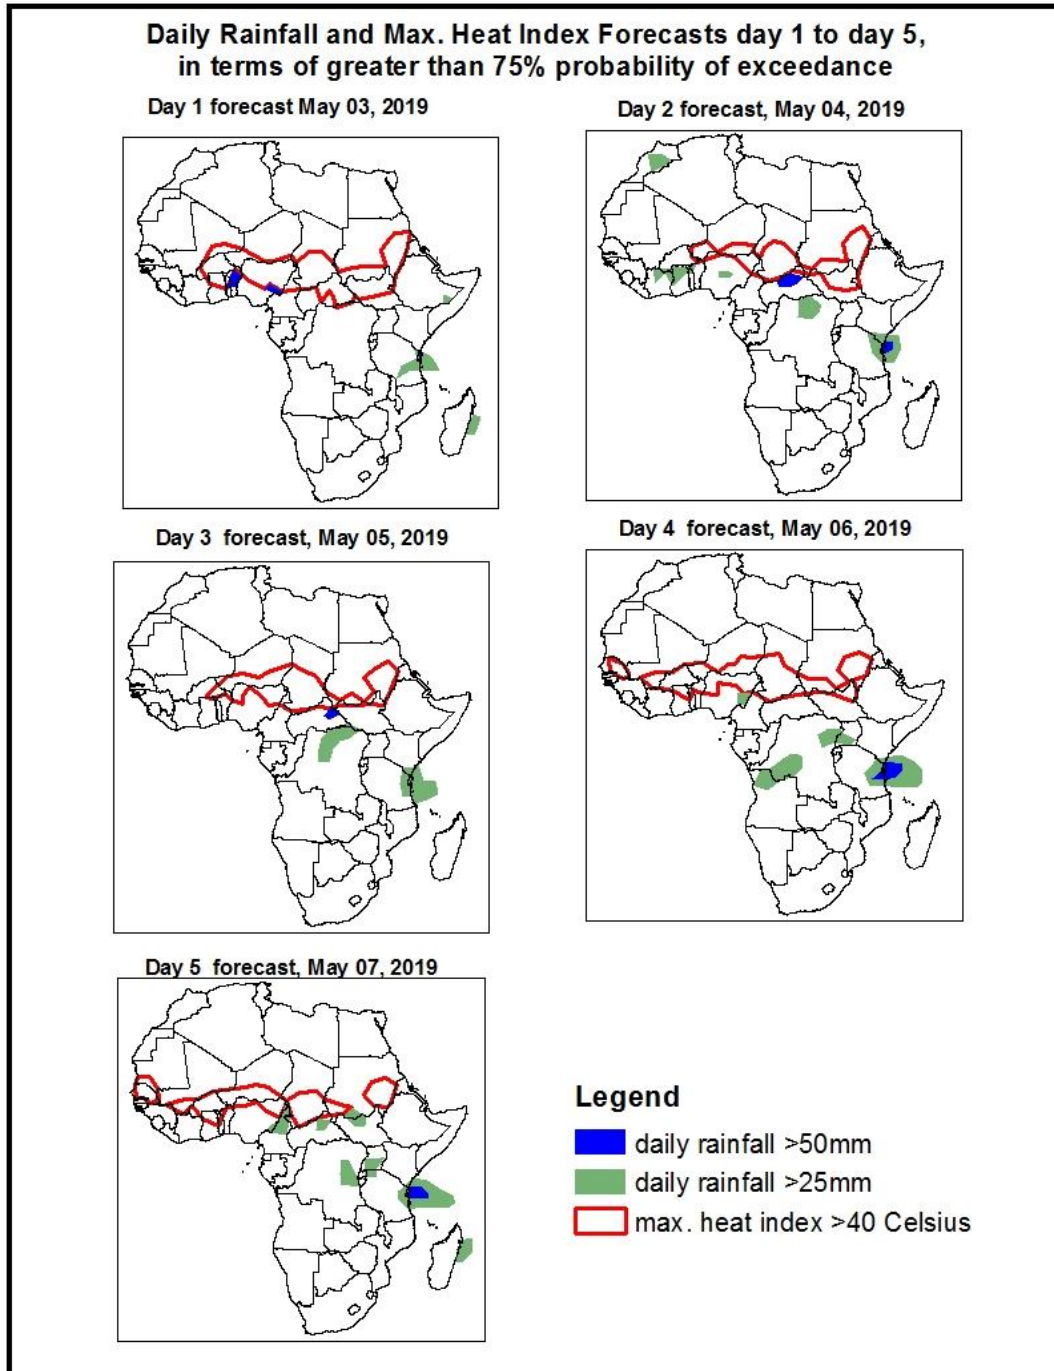 Daily Rainfall and Max. Heat Index Forecasts day 1 to day 5,
in terms of greater than 75% probability of exceedance
Day 1 forecast May 03, 2019
Day 2 forecast, May 04, 2019
Day 3 forecast, May 05, 2019
Day 4 forecast, May 06, 2019
Day 5 forecast, May 07, 2019
Legend
daily rainfall >50mm
daily rainfall >25mm
max. heat index >40 Celsius